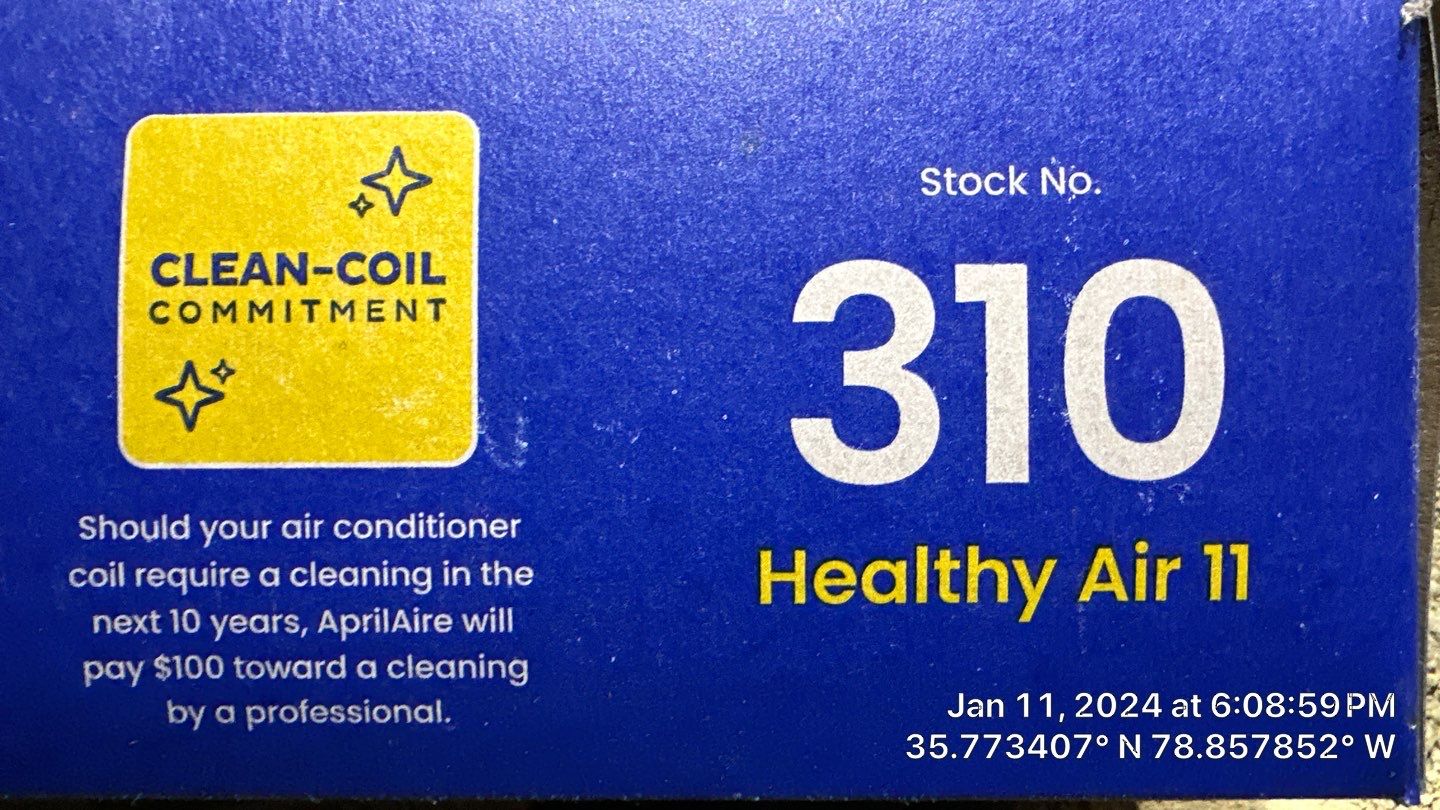 CLEAN-COIL
COMMITMENT
Should your air conditioner
coil require a cleaning in the
next 10 years, AprilAire will
pay $100 toward a cleaning
by a professional.
Stock No.
310
Healthy Air 11
Jan 11, 2024 at 6:08:59 PM
35.773407° N 78.857852° W